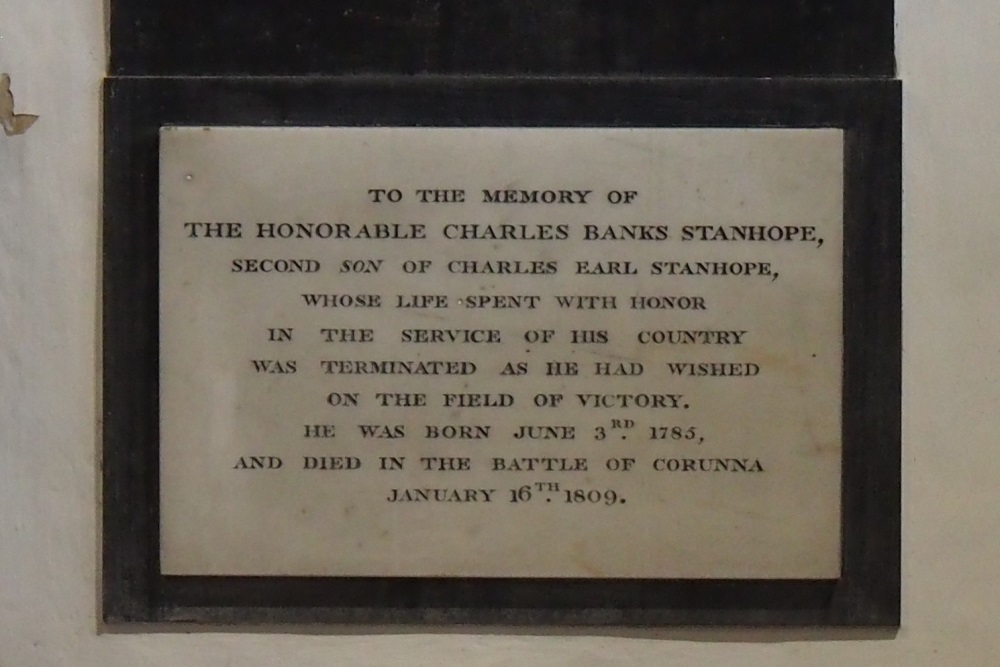 TO THE MEMORY OF
THE HONORABLE CHARLES BANKS STANHOPE,
SECOND SON OF CHARLES EARL STANHOPE,
WHOSE LIFE SPENT WITH HONOR
IN THE SERVICE OF HIS COUNTRY
WAS TERMINATED AS HE HAD WISHED
ON THE FIELD OF VICTORY.
HE WAS BORN JUNE 3RD. 1785,
AND DIED IN THE BATTLE OF CORUNNA
JANUARY 16TH. 1809.